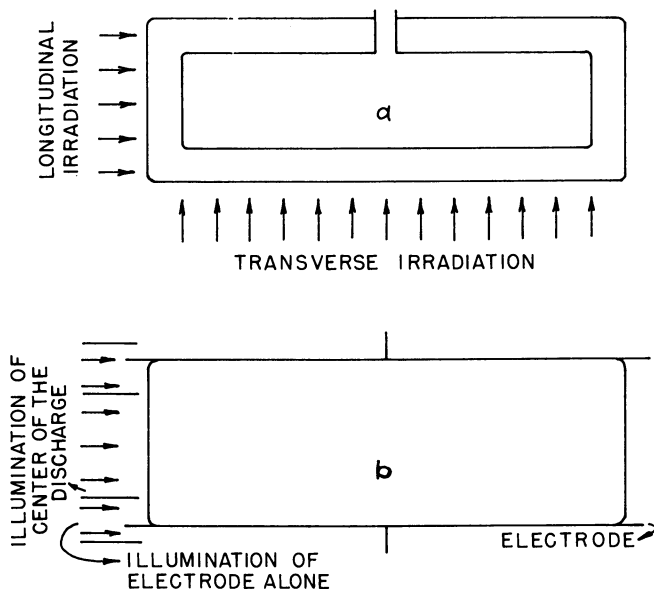 LONGITUDINAL
IRRADIATION
a
TRANSVERSE IRRADIATION
ILLUMINATION OF
CENTER OF THE
DISCHARGE
b
ELECTRODE
ILLUMINATION OF
ELECTRODE ALONE